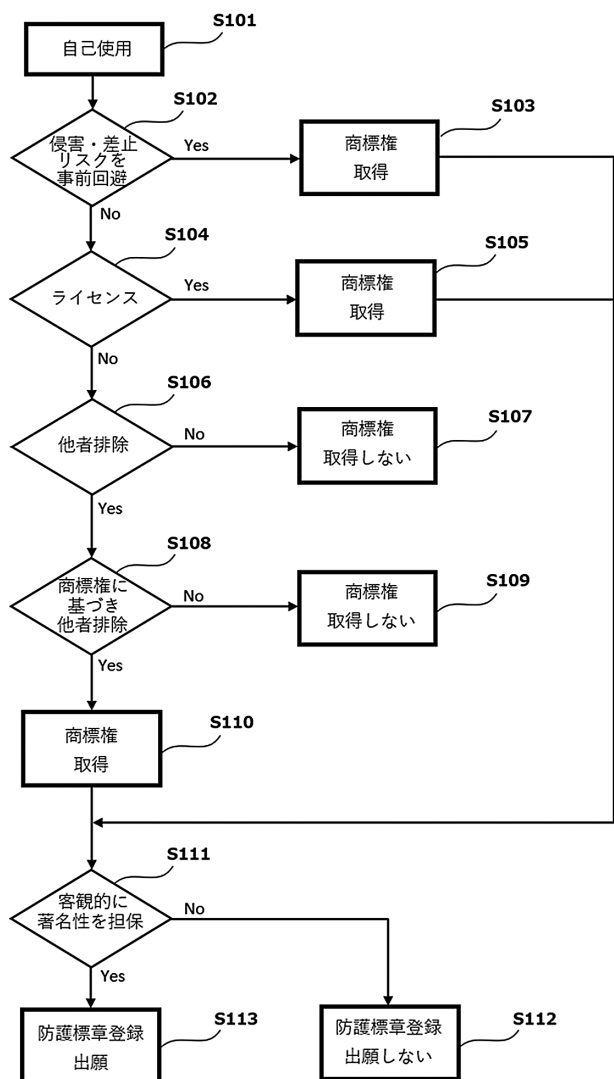 S101
自己使用
S102
侵害・差止
リスクを
事前回避
Yes
No
S103
商標権
取得
S104
ライセンス
Yes
No
S105
商標権
取得
S106
他者排除
No
Yes
S107
商標権
取得しない
S108
商標権に
基づき
他者排除
No
Yes
S109
商標権
取得しない
S110
商標権
取得
S111
客観的に
著名性を担保
No
Yes
S113
防護標章登録
出願
S112
防護標章登録
出願しない